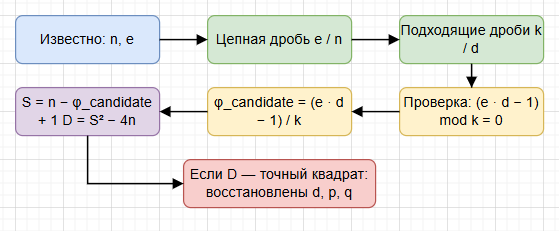 Известно: n, e
Цепная дробь e / n
Подходящие дроби k
/ d
Проверка: (e · d − 1)
mod k = 0
φ_candidate = (e · d
− 1) / k
S = n − φ_candidate
+ 1 D = S² − 4n
Если D — точный квадрат:
восстановлены d, p, q